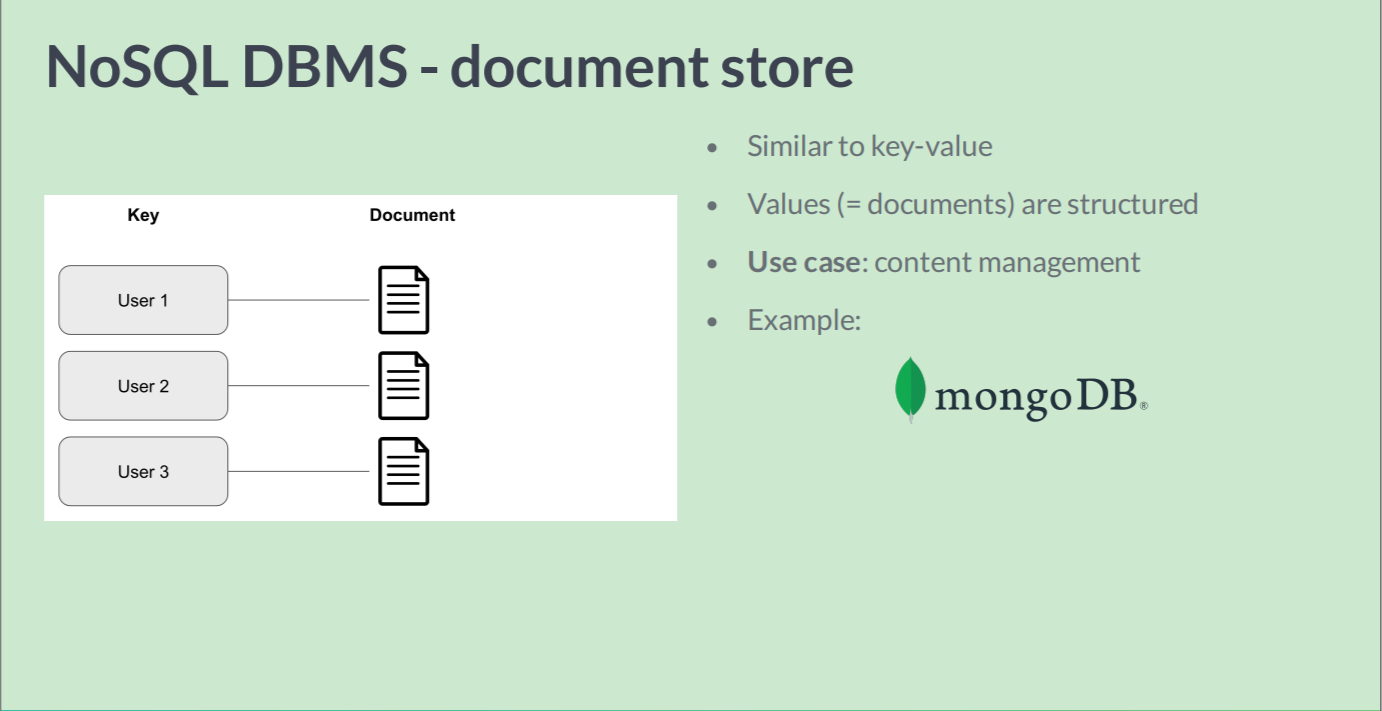 NoSQL DBMS - document store
Key Document
User 1
User 2
User 3
• Similar to key-value
• Values (= documents) are structured
• Use case: content management
• Example:
mongoDB®